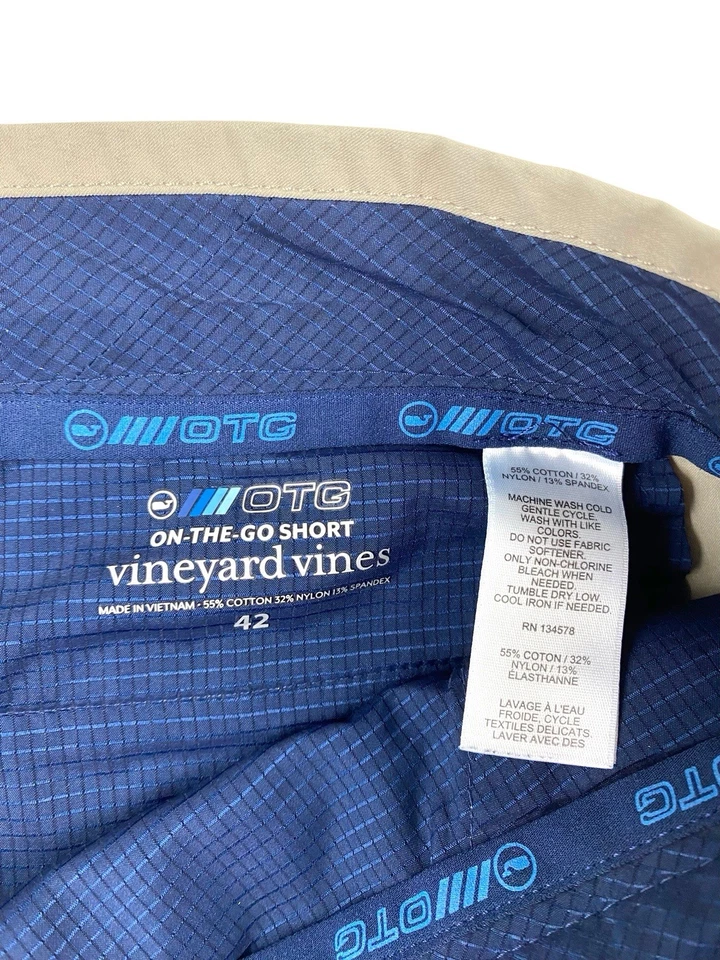 OTG OTG
OTG
ON-THE-GO SHORT
vineyard vines
MADE IN VIETNAM - 55% COTTON 32% NYLON 13% SPANDEX
42
55% COTTON / 32%
NYLON / 13% SPANDEX
MACHINE WASH COLD
GENTLE CYCLE.
WASH WITH LIKE
COLORS.
DO NOT USE FABRIC
SOFTENER.
ONLY NON-CHLORINE
BLEACH WHEN
NEEDED.
TUMBLE DRY LOW.
COOL IRON IF NEEDED.
RN 134578
55% COTON / 32%
NYLON / 13%
ÉLASTHANNE
LAVAGE À L'EAU
FROIDE, CYCLE
TEXTILES DELICATS.
LAVER AVEC DES
OTG
OTG